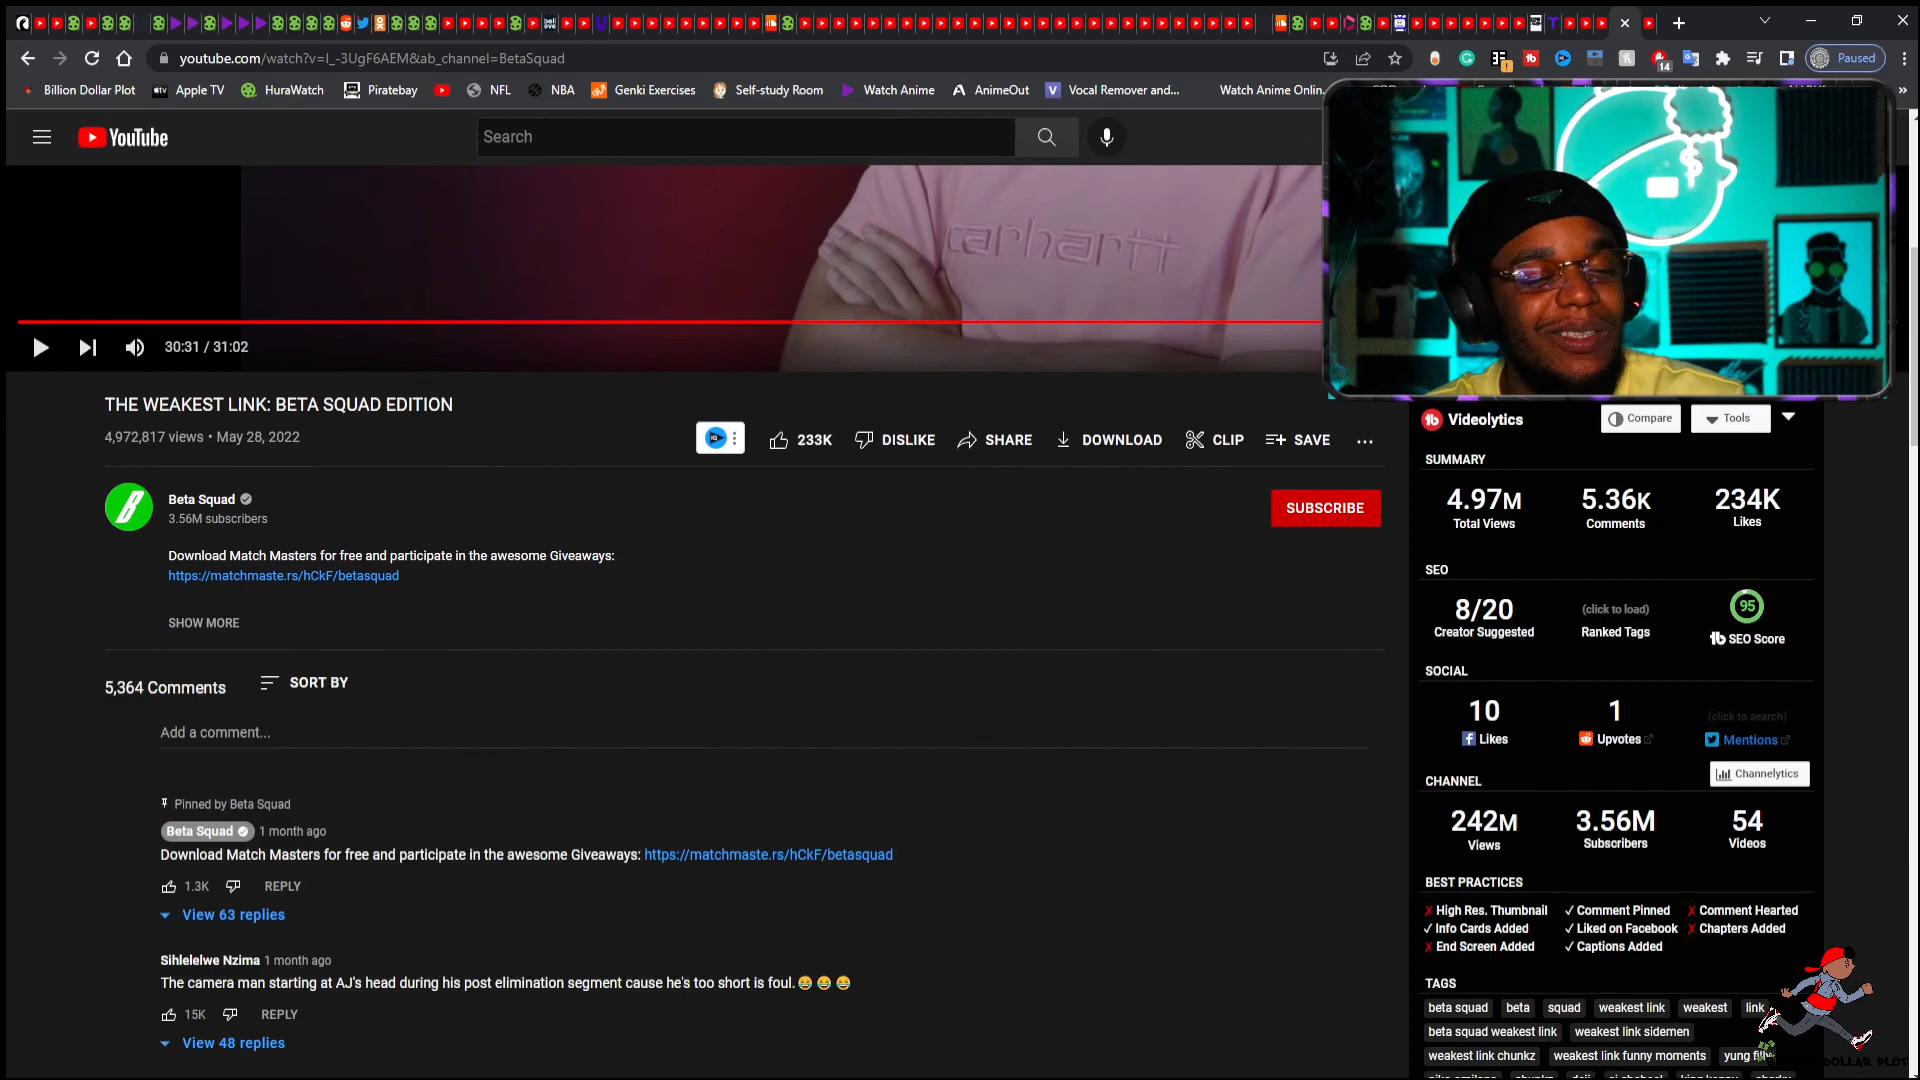 youtube.com/watch?v=I_-3UgF6AEM&ab_channel=BetaSquad
14
Paused
Billion Dollar Plot
Apple TV
HuraWatch
Piratebay
NFL
NBA
Genki Exercises
Self-study Room
Watch Anime
AnimeOut
Vocal Remover and...
Watch Anime Onlin...
YouTube
Search
carhartt
30:31 / 31:02
THE WEAKEST LINK: BETA SQUAD EDITION
4,972,817 views • May 28, 2022
233K
DISLIKE
SHARE
DOWNLOAD
CLIP
SAVE
Beta Squad
3.56M subscribers
SUBSCRIBE
Download Match Masters for free and participate in the awesome Giveaways:
https://matchmaste.rs/hCkF/betasquad
SHOW MORE
5,364 Comments
SORT BY
Add a comment...
Pinned by Beta Squad
Beta Squad 1 month ago
Download Match Masters for free and participate in the awesome Giveaways: https://matchmaste.rs/hCkF/betasquad
1.3K REPLY
View 63 replies
Sihlelelwe Nzima 1 month ago
The camera man starting at AJ's head during his post elimination segment cause he's too short is foul.😂😂😂
15K REPLY
View 48 replies
Videolytics
Compare
Tools
SUMMARY
4.97M 5.36K 234K
Total Views Comments Likes
SEO
8/20 (click to load) 95
Creator Suggested Ranked Tags SEO Score
SOCIAL
10 1 (click to search)
Likes Upvotes Mentions
CHANNEL
Channelytics
242M 3.56M 54
Views Subscribers Videos
BEST PRACTICES
✗ High Res. Thumbnail ✓ Comment Pinned ✗ Comment Hearted
✓ Info Cards Added ✓ Liked on Facebook ✗ Chapters Added
✗ End Screen Added ✓ Captions Added
TAGS
beta squad beta squad weakest link weakest link
beta squad weakest link weakest link sidemen
weakest link chunkz weakest link funny moments yung
DOLLAR PLOT